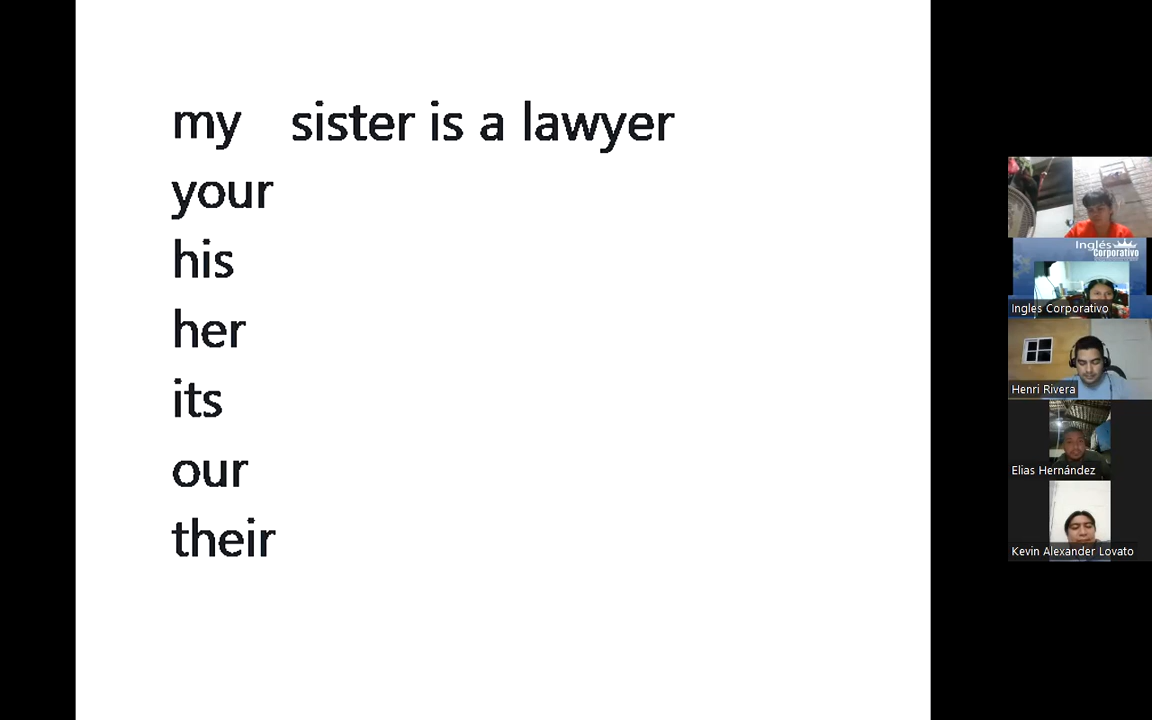 my sister is a lawyer
your
his
her
its
our
their
Inglés
Corporativo
Ingles Corporativo
Henri Rivera
Elias Hernández
Kevin Alexander Lovato